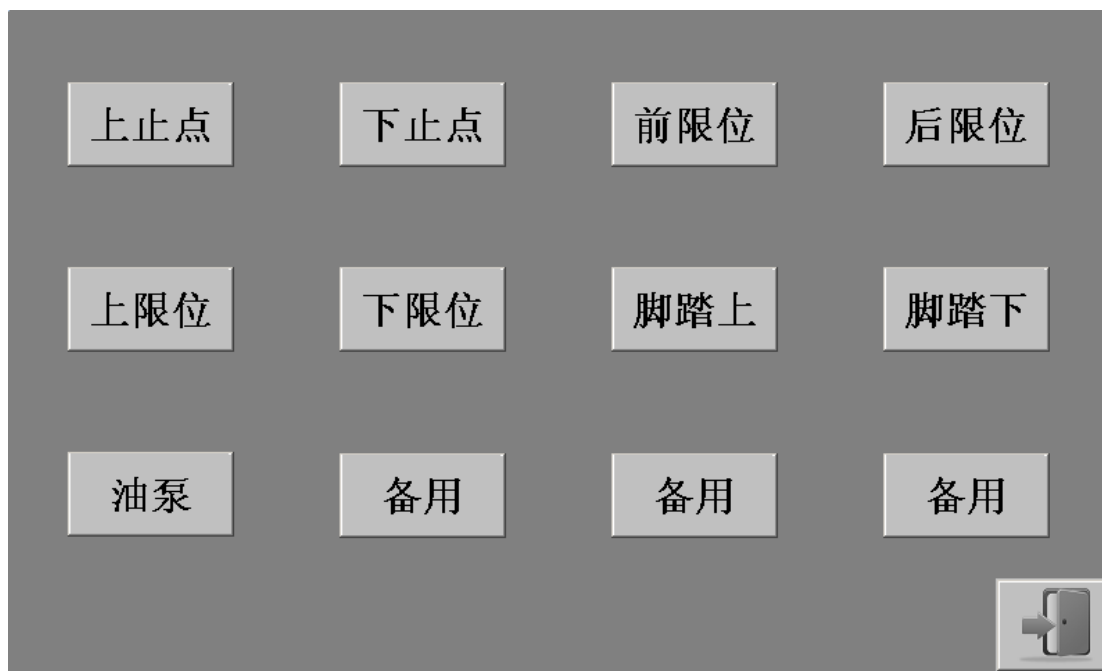 上止点 下止点 前限位 后限位
上限位 下限位 脚踏上 脚踏下
油泵 备用 备用 备用